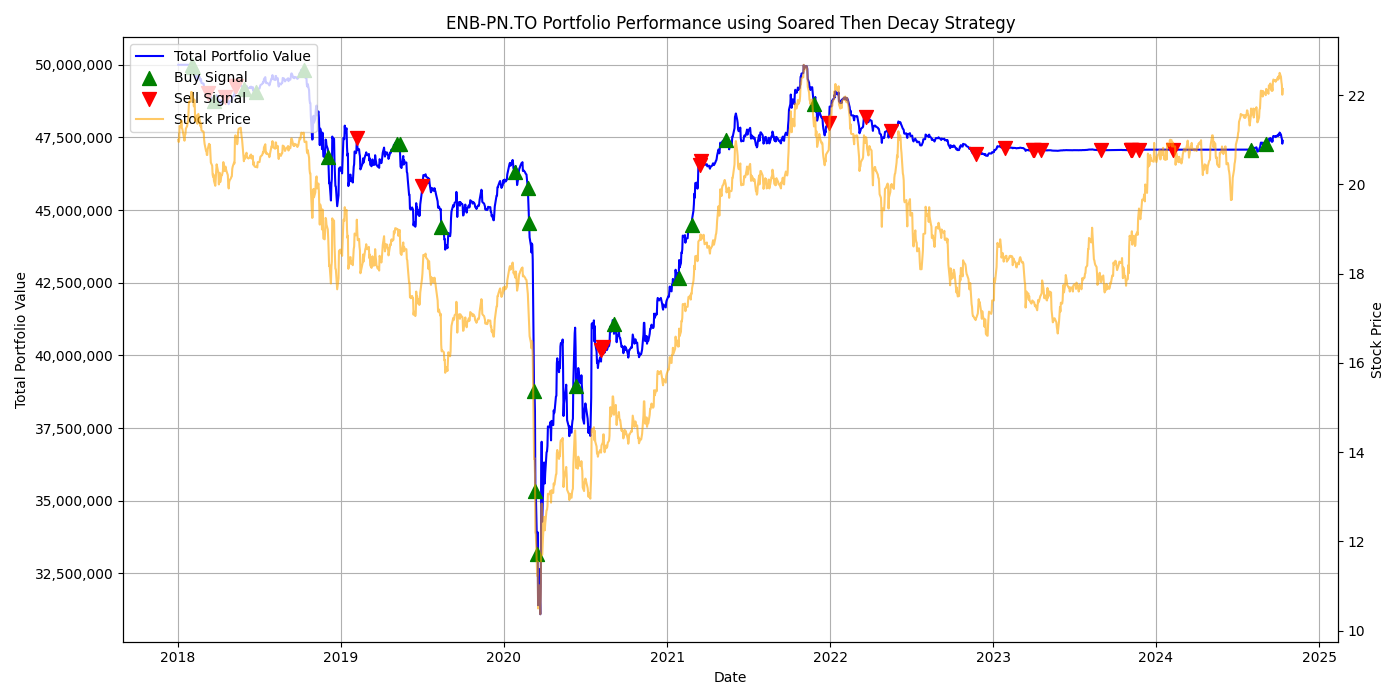 ENB-PN.TO Portfolio Performance using Soared Then Decay Strategy
Total Portfolio Value
Buy Signal
Sell Signal
Stock Price
50,000,000
47,500,000
45,000,000
42,500,000
40,000,000
37,500,000
35,000,000
32,500,000
Total Portfolio Value
22
20
18
16
14
12
10
Stock Price
2018
2019
2020
2021
2022
2023
2024
2025
Date